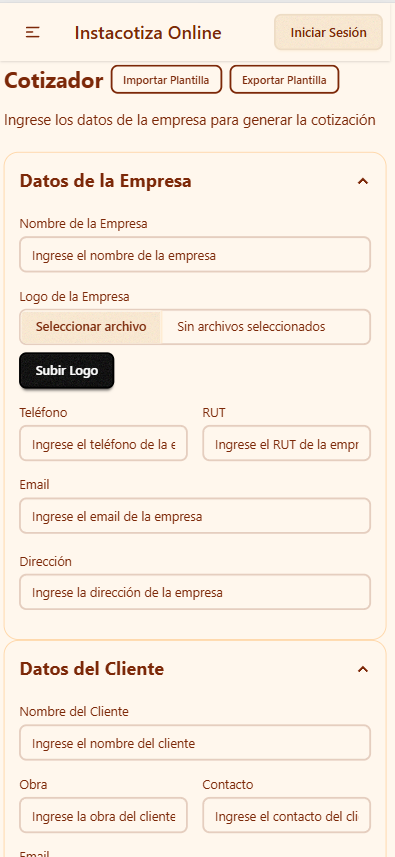 Instacotiza Online
Iniciar Sesión
Cotizador
Importar Plantilla
Exportar Plantilla
Ingrese los datos de la empresa para generar la cotización
Datos de la Empresa
Nombre de la Empresa
Ingrese el nombre de la empresa
Logo de la Empresa
Seleccionar archivo
Sin archivos seleccionados
Subir Logo
Teléfono
RUT
Ingrese el teléfono de la e
Ingrese el RUT de la empr
Email
Ingrese el email de la empresa
Dirección
Ingrese la dirección de la empresa
Datos del Cliente
Nombre del Cliente
Ingrese el nombre del cliente
Obra
Contacto
Ingrese la obra del cliente
Ingrese el contacto del cli
Email